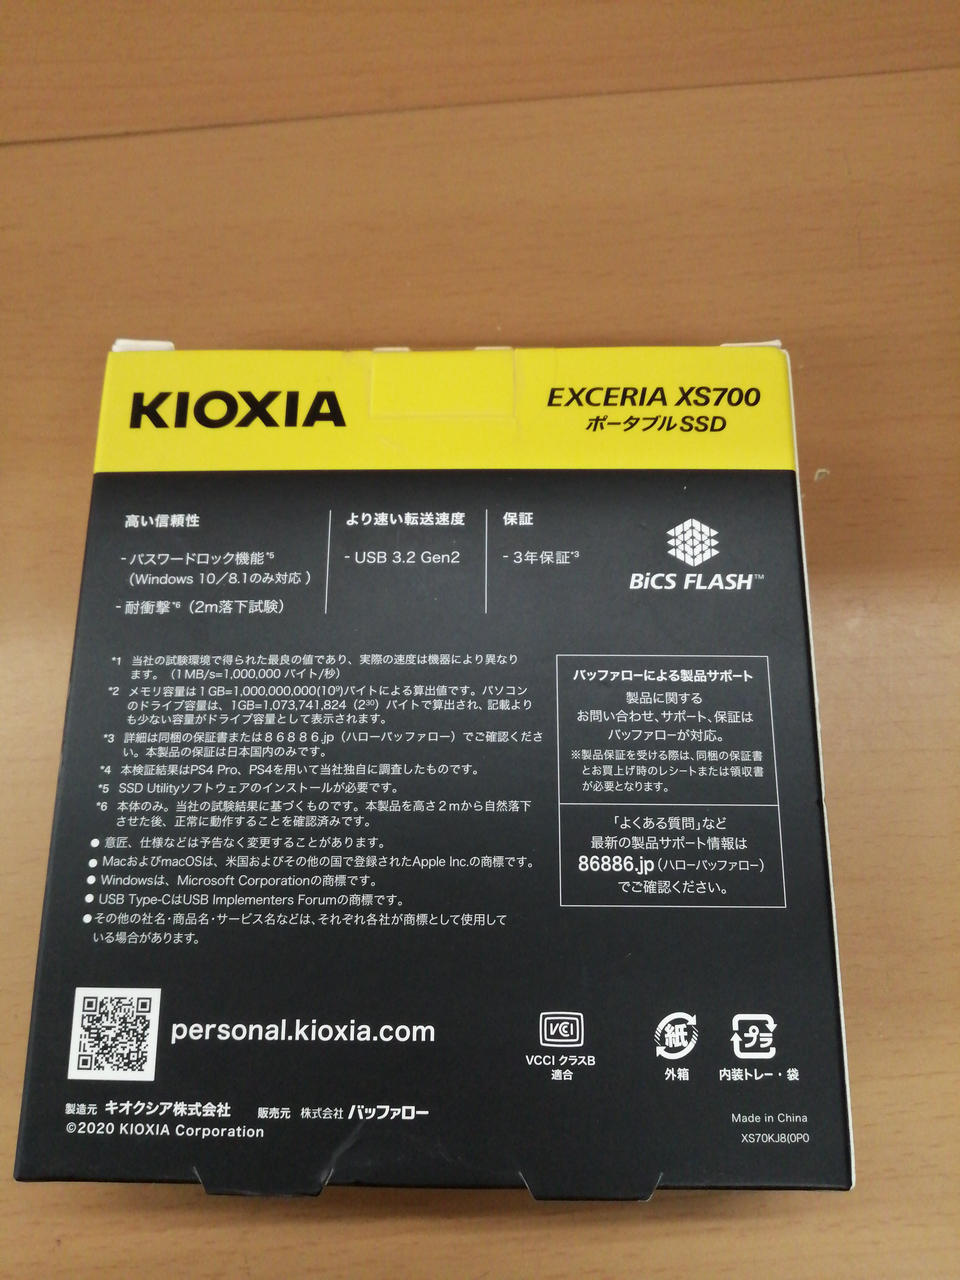 KIOXIA
EXCERIA XS700
ポータブルSSD
高い信頼性
- パスワードロック機能*5
（Windows 10／8.1のみ対応 ）
- 耐衝撃*6（2m落下試験）
より速い転送速度
- USB 3.2 Gen2
保証
- 3年保証*3
BiCS FLASH™
*1 当社の試験環境で得られた最良の値であり、実際の速度は機器により異なり
ます。（1MB/s=1,000,000 バイト/秒）
*2 メモリ容量は1GB=1,000,000,000(10⁹)バイトによる算出値です。パソコン
のドライブ容量は、1GB=1,073,741,824（2³⁰）バイトで算出され、記載より
も少ない容量がドライブ容量として表示されます。
*3 詳細は同梱の保証書または86886.jp（ハローバッファロー）でご確認くださ
い。本製品の保証は日本国内のみです。
*4 本検証結果はPS4 Pro、PS4を用いて当社独自に調査したものです。
*5 SSD Utilityソフトウェアのインストールが必要です。
*6 本体のみ。当社の試験結果に基づくものです。本製品を高さ2mから自然落下
させた後、正常に動作することを確認済みです。
● 意匠、仕様などは予告なく変更することがあります。
● MacおよびmacOSは、米国およびその他の国で登録されたApple Inc.の商標です。
● Windowsは、Microsoft Corporationの商標です。
● USB Type-CはUSB Implementers Forumの商標です。
● その他の社名・商品名・サービス名などは、それぞれ各社が商標として使用して
いる場合があります。
バッファローによる製品サポート
製品に関する
お問い合わせ、サポート、保証は
バッファローが対応。
※製品保証を受ける際は、同梱の保証書
とお買上げ時のレシートまたは領収書
が必要となります。
「よくある質問」など
最新の製品サポート情報は
86886.jp（ハローバッファロー）
でご確認ください。
personal.kioxia.com
VCCI
VCCI クラスB
適合
紙
外箱
プラ
内装トレー・袋
製造元 キオクシア株式会社 販売元 株式会社 バッファロー
©2020 KIOXIA Corporation
Made in China
XS70KJ8(0P0